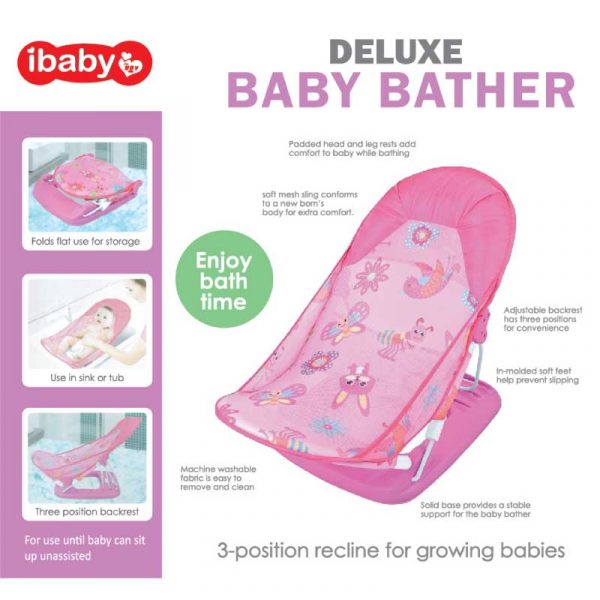 ibaby
DELUXE
BABY BATHER
Padded head and leg rests add
comfort to baby while bathing
soft mesh sling conforms
to a new born's
body for extra comfort.
Enjoy
bath
time
Adjustable backrest
has three positions
for convenience
In-molded soft feet
help prevent slipping
Machine washable
fabric is easy to
remove and clean
Solid base provides a stable
support for the baby bather
3-position recline for growing babies
Folds flat use for storage
Use in sink or tub
Three position backrest
For use until baby can sit
up unassisted